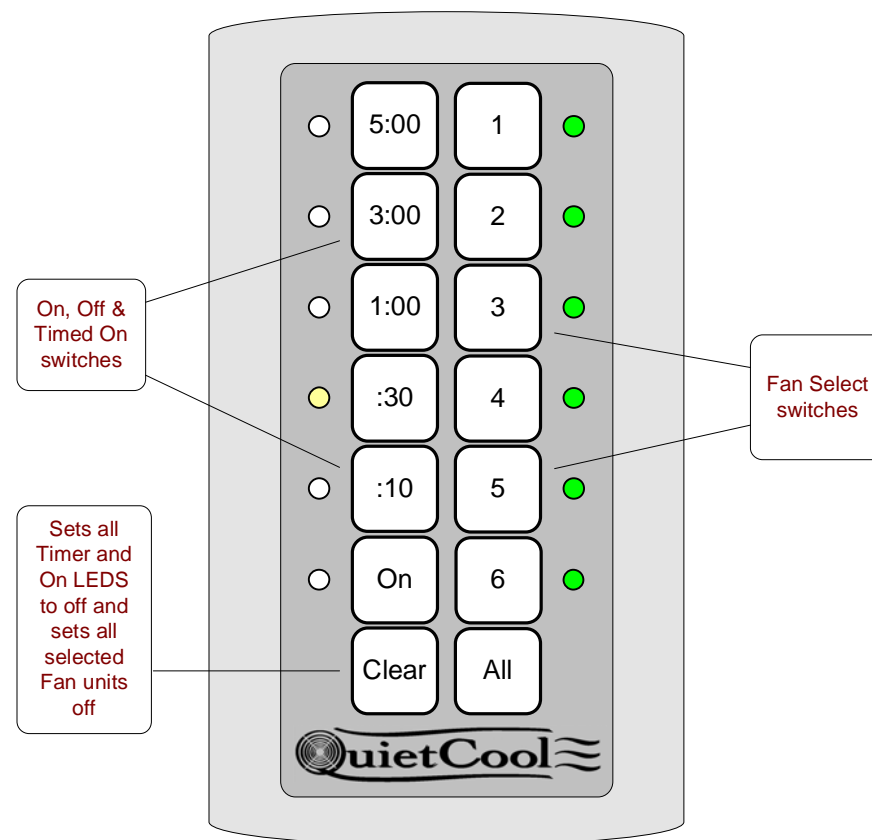 5:00 1
3:00 2
On, Off &
Timed On
switches
1:00 3
Fan Select
switches
:30 4
:10 5
Sets all
Timer and
On LEDS
to off and
sets all
selected
Fan units
off
On 6
Clear All
QuietCool